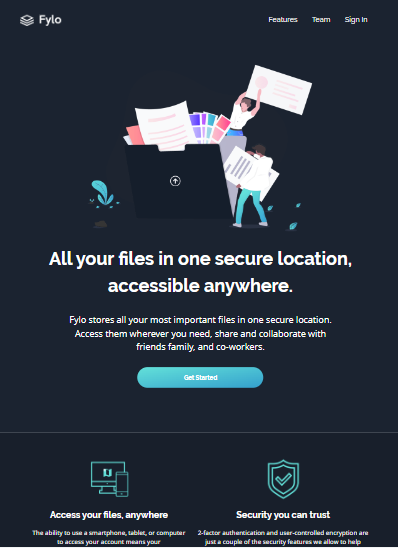 Fylo
Features Team Sign In
All your files in one secure location,
accessible anywhere.
Fylo stores all your most important files in one secure location.
Access them wherever you need, share and collaborate with
friends family, and co-workers.
Get Started
Access your files, anywhere
The ability to use a smartphone, tablet, or computer
to access your account means your
Security you can trust
2-factor authentication and user-controlled encryption are
just a couple of the security features we allow to help